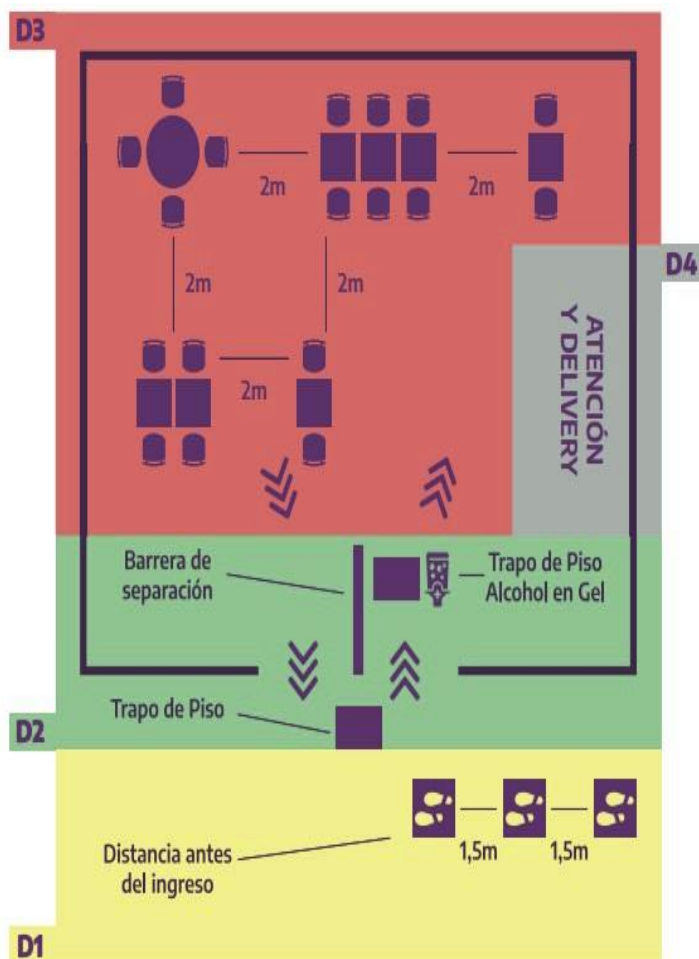 D3
2m
2m
2m
2m
D4
ATENCIÓN
Y DELIVERY
2m
Barrera de
separación
Trapo de Piso
Alcohol en Gel
Trapo de Piso
D2
1,5m
1,5m
Distancia antes
del ingreso
D1